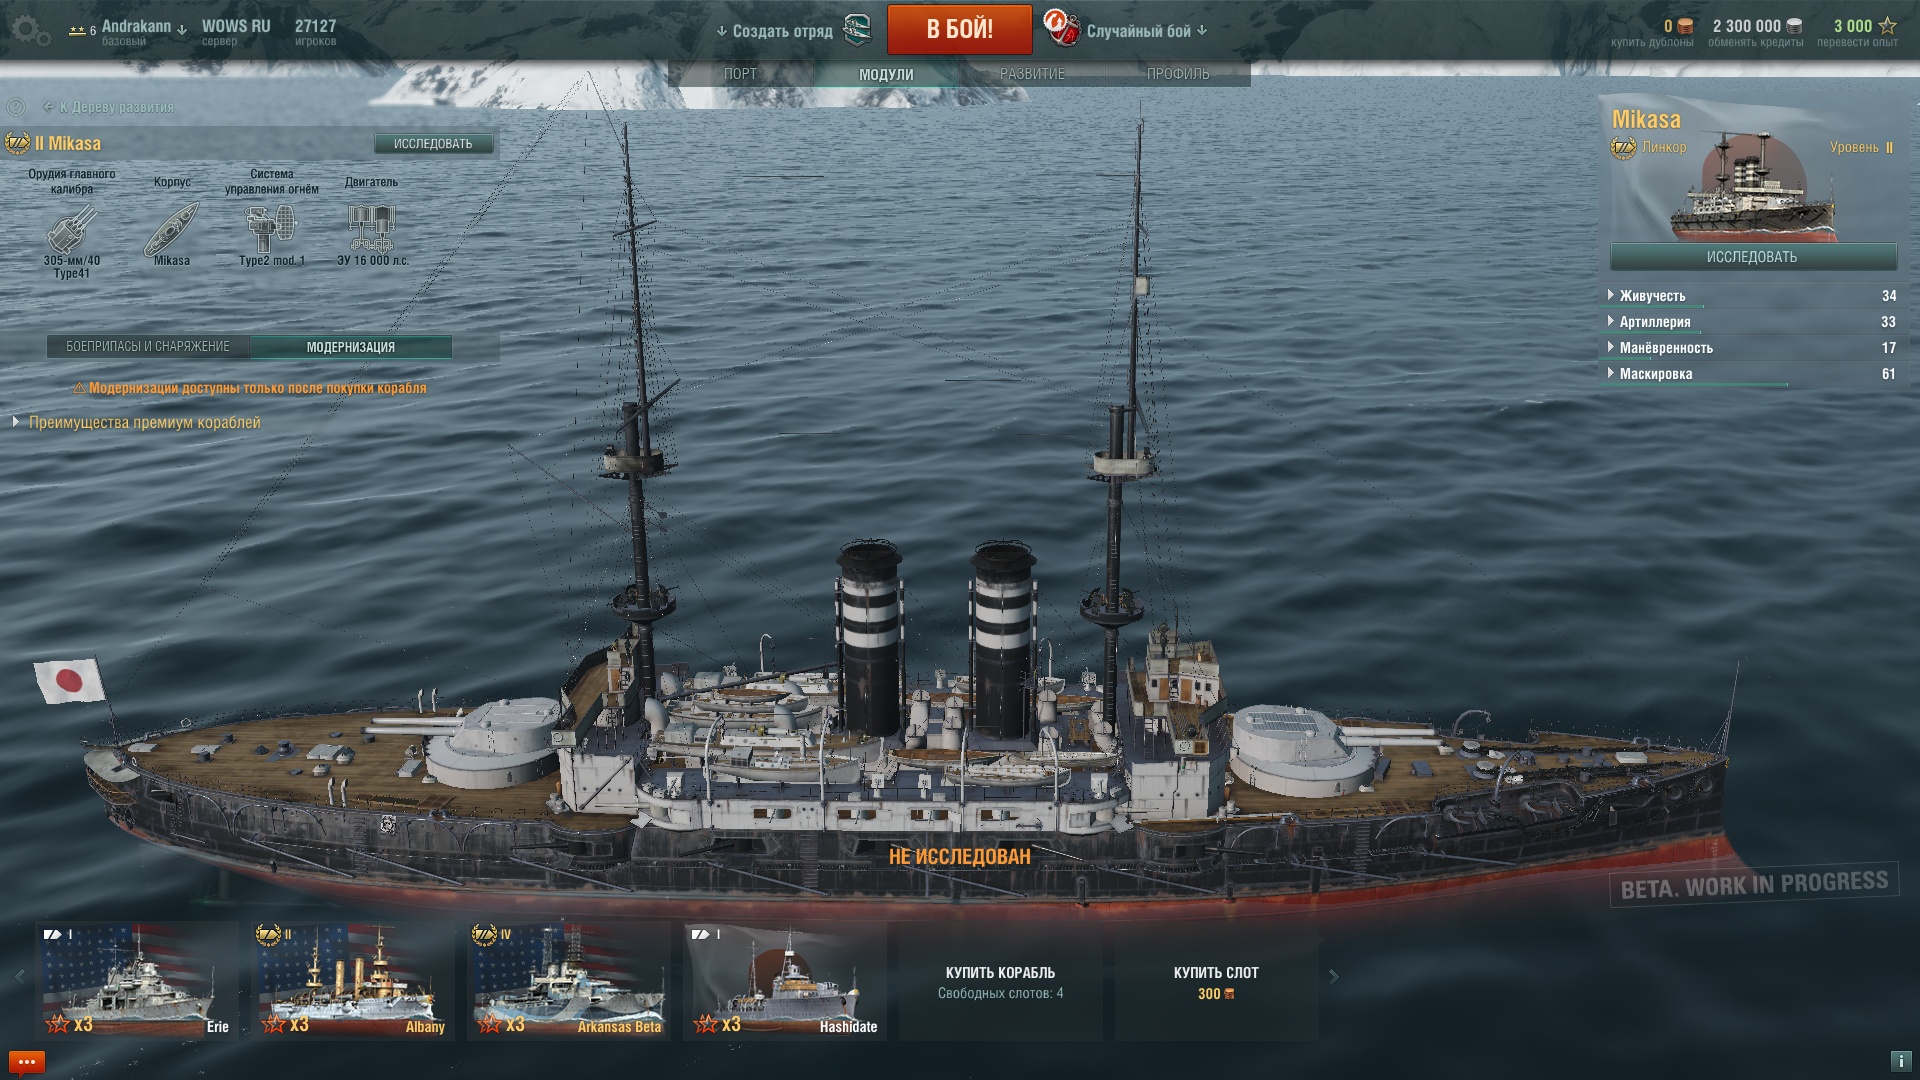 6 Andrakann
базовый
WOWS RU
сервер
27127
игроков
Создать отряд
В БОЙ!
Случайный бой
0
купить дублоны
2 300 000
обменять кредиты
3 000
перевести опыт
ПОРТ
МОДУЛИ
РАЗВИТИЕ
ПРОФИЛЬ
К Дереву развития
II Mikasa
ИССЛЕДОВАТЬ
Орудия главного
калибра
Корпус
Система
управления огнём
Двигатель
305-мм/40
Type41
Mikasa
Type2 mod. 1
ЭУ 16 000 л.с.
БОЕПРИПАСЫ И СНАРЯЖЕНИЕ
МОДЕРНИЗАЦИЯ
Модернизации доступны только после покупки корабля
Преимущества премиум кораблей
Mikasa
Линкор
Уровень II
ИССЛЕДОВАТЬ
Живучесть 34
Артиллерия 33
Манёвренность 17
Маскировка 61
НЕ ИССЛЕДОВАН
BETA. WORK IN PROGRESS
I
x3
Erie
II
x3
Albany
IV
x3
Arkansas Beta
I
x3
Hashidate
КУПИТЬ КОРАБЛЬ
Свободных слотов: 4
КУПИТЬ СЛОТ
300